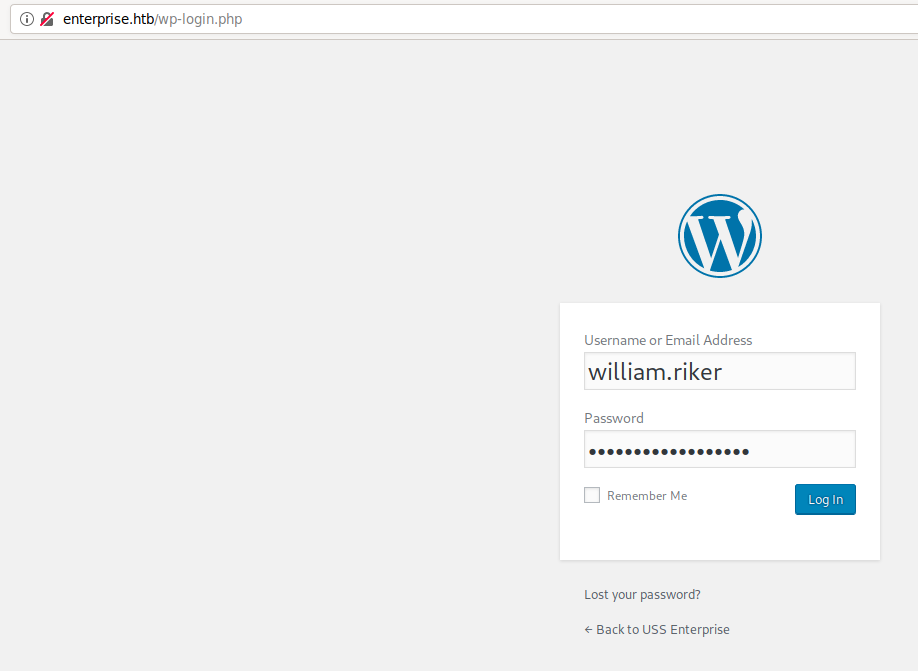 enterprise.htb/wp-login.php
Username or Email Address
william.riker
Password
••••••••••••••••••
Remember Me
Log In
Lost your password?
← Back to USS Enterprise